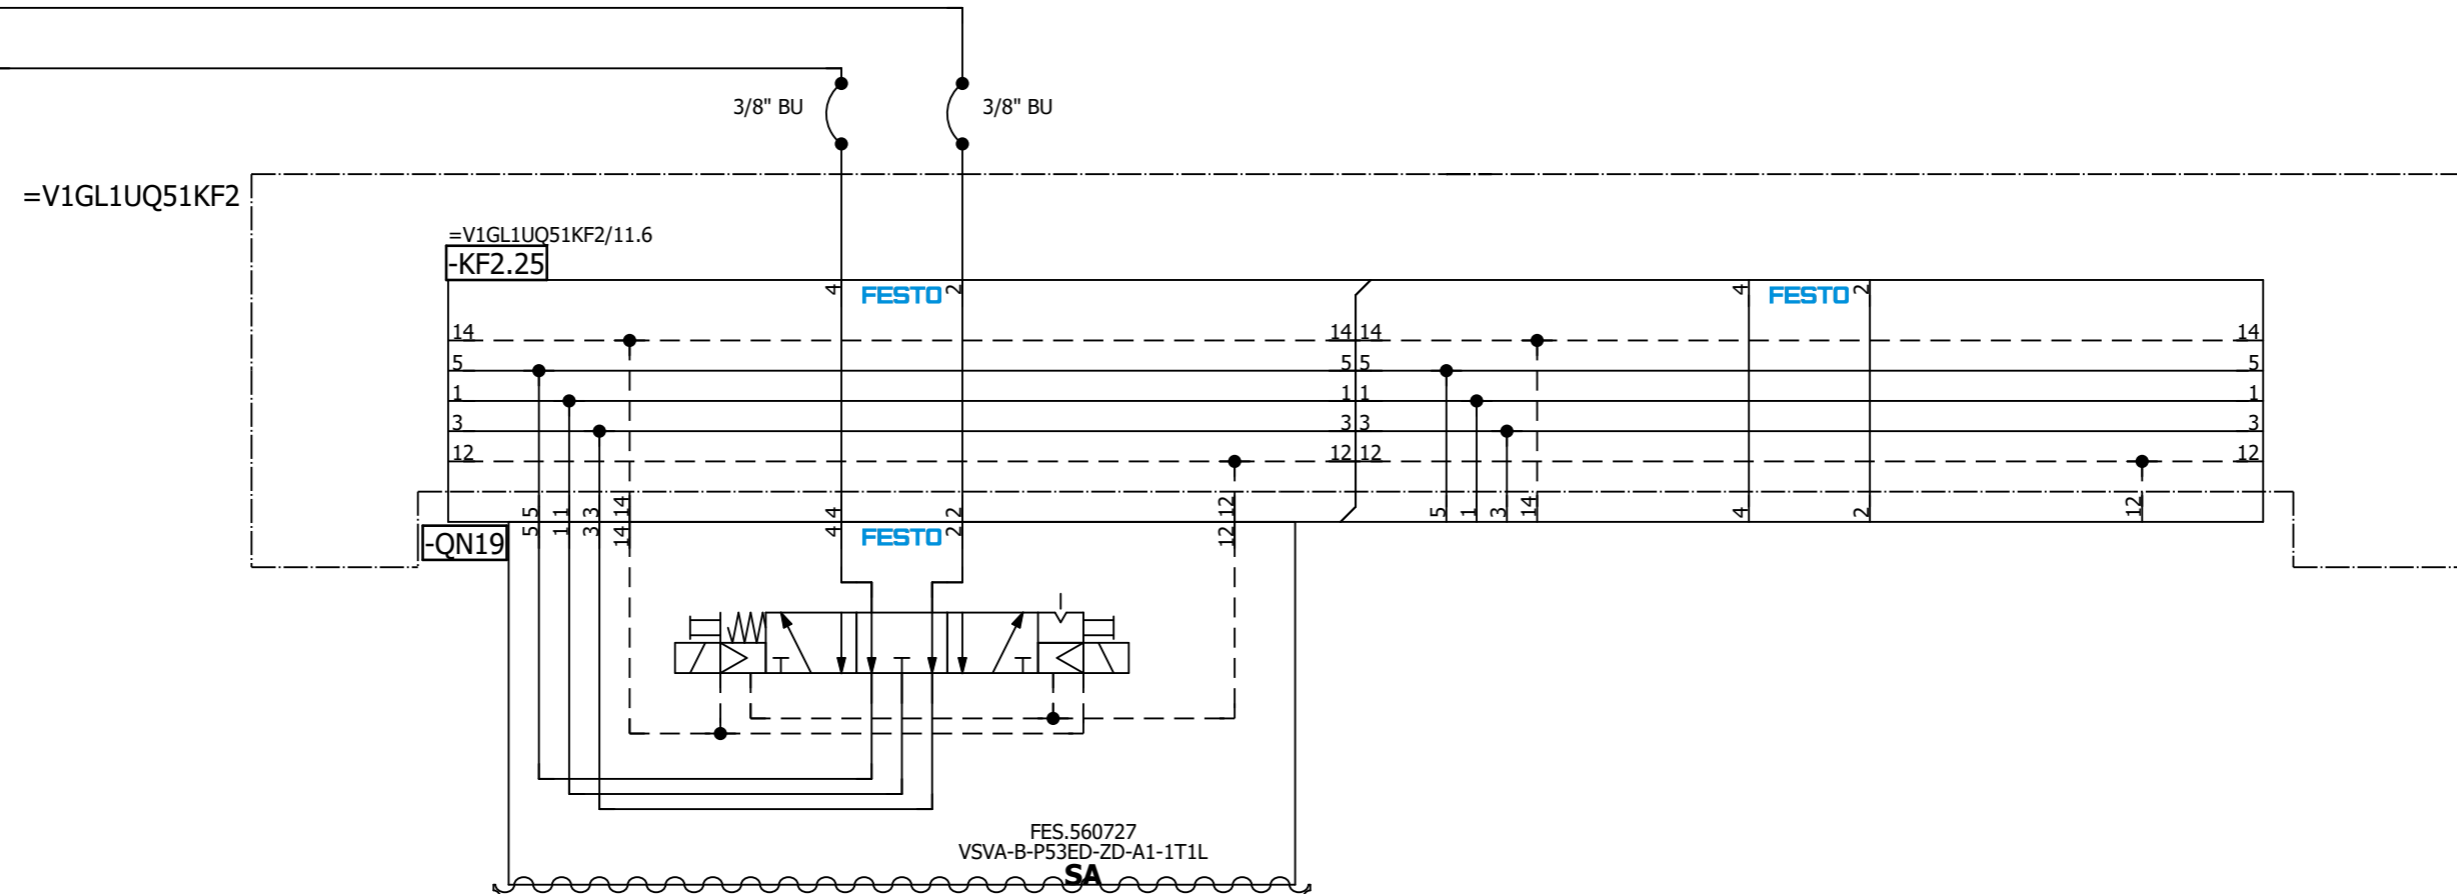 3/8" BU
3/8" BU
=V1GL1UQ51KF2
=V1GL1UQ51KF2/11.6
-KF2.25
4 FESTO 2
4 FESTO 2
14 14 14 14
5 5 5 5
1 1 1 1
3 3 3 3
12 12 12 12
5 1 3 14 4 2 12
5 1 3 14 4 2 12
-QN19
5 1 3 14 4 FESTO 2 12
FES.560727
VSVA-B-P53ED-ZD-A1-1T1L
SA